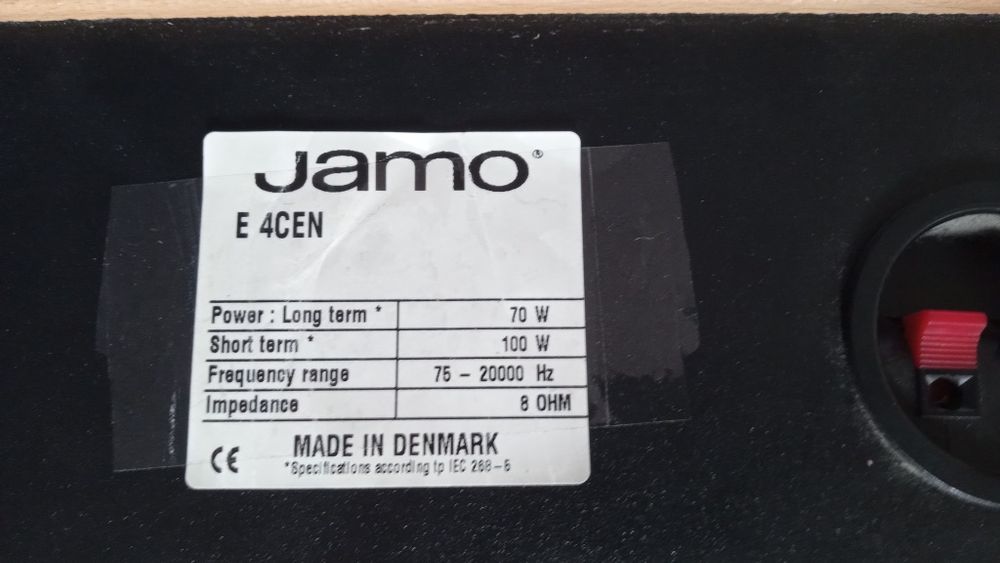 Jamo®
E 4CEN
Power : Long term * 70 W
Short term * 100 W
Frequency range 75 – 20000 Hz
Impedance 8 OHM
CE MADE IN DENMARK
*Specifications according tp IEC 268–5